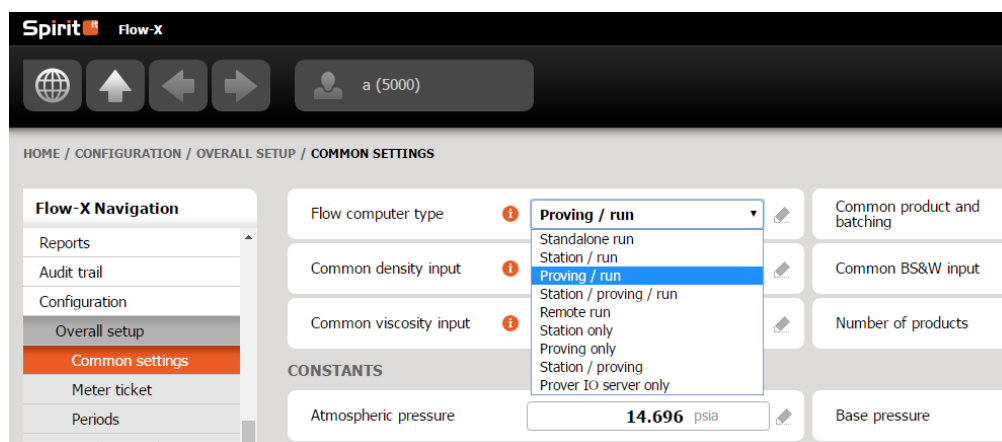 Spirit it Flow-X
a (5000)
HOME / CONFIGURATION / OVERALL SETUP / COMMON SETTINGS
Flow-X Navigation
Reports
Audit trail
Configuration
Overall setup
Common settings
Meter ticket
Periods
Flow computer type
Proving / run
Common product and
batching
Standalone run
Station / run
Proving / run
Station / proving / run
Remote run
Station only
Proving only
Station / proving
Prover IO server only
Common density input
Common BS&W input
Common viscosity input
Number of products
CONSTANTS
Atmospheric pressure
14.696 psia
Base pressure